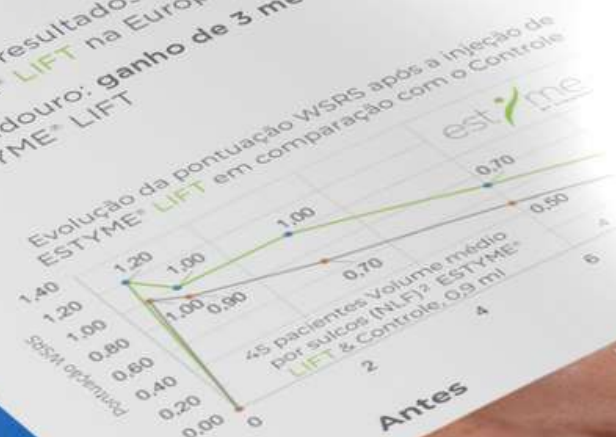 resultados
LIFT na Europ
douro: ganho de 3 me
YME® LIFT
Evolução da pontuação WSRS após a injeção de
ESTYME® LIFT em comparação com o Controle
estyme
1,40
1,20
1,00
0,80
0,60
0,40
0,20
0,00
Pontuação WSRS
1,20
1,00
1,00
0,70
1,00
0,90
0,70
0,50
45 pacientes Volume médio
por sulcos (NLF)² ESTYME®
LIFT & Controle, 0,9 ml
0
2
4
6
Antes